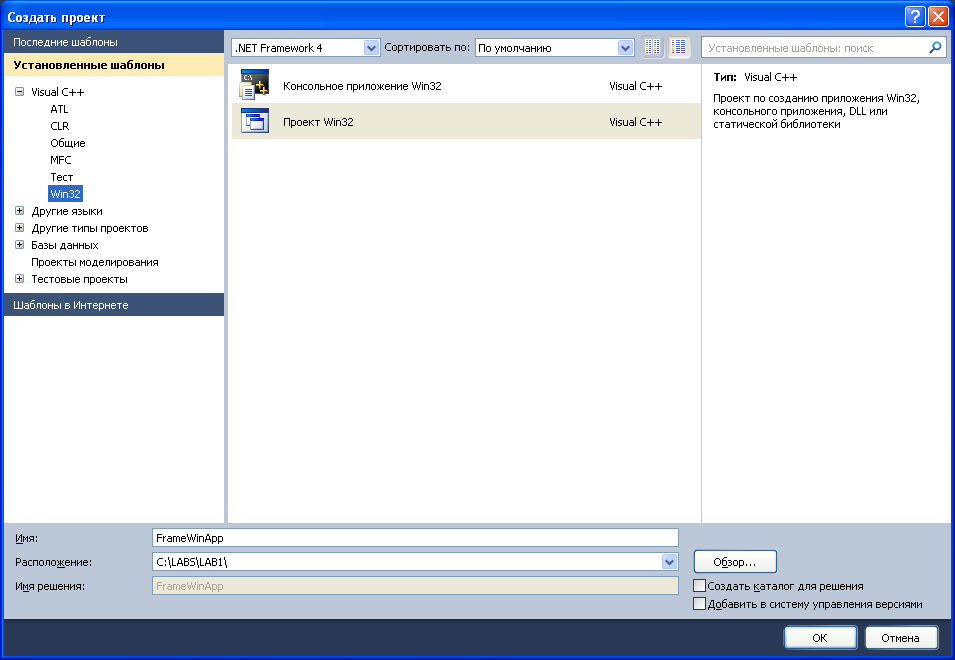 Создать проект
Последние шаблоны
Установленные шаблоны
Visual C++
ATL
CLR
Общие
MFC
Тест
Win32
Другие языки
Другие типы проектов
Базы данных
Проекты моделирования
Тестовые проекты
Шаблоны в Интернете
.NET Framework 4
Сортировать по:
По умолчанию
Консольное приложение Win32 Visual C++
Проект Win32 Visual C++
Установленные шаблоны: поиск
Тип: Visual C++
Проект по созданию приложения Win32,
консольного приложения, DLL или
статической библиотеки
Имя: FrameWinApp
Расположение: C:\LABS\LAB1\
Обзор...
Имя решения: FrameWinApp
Создать каталог для решения
Добавить в систему управления версиями
OK
Отмена